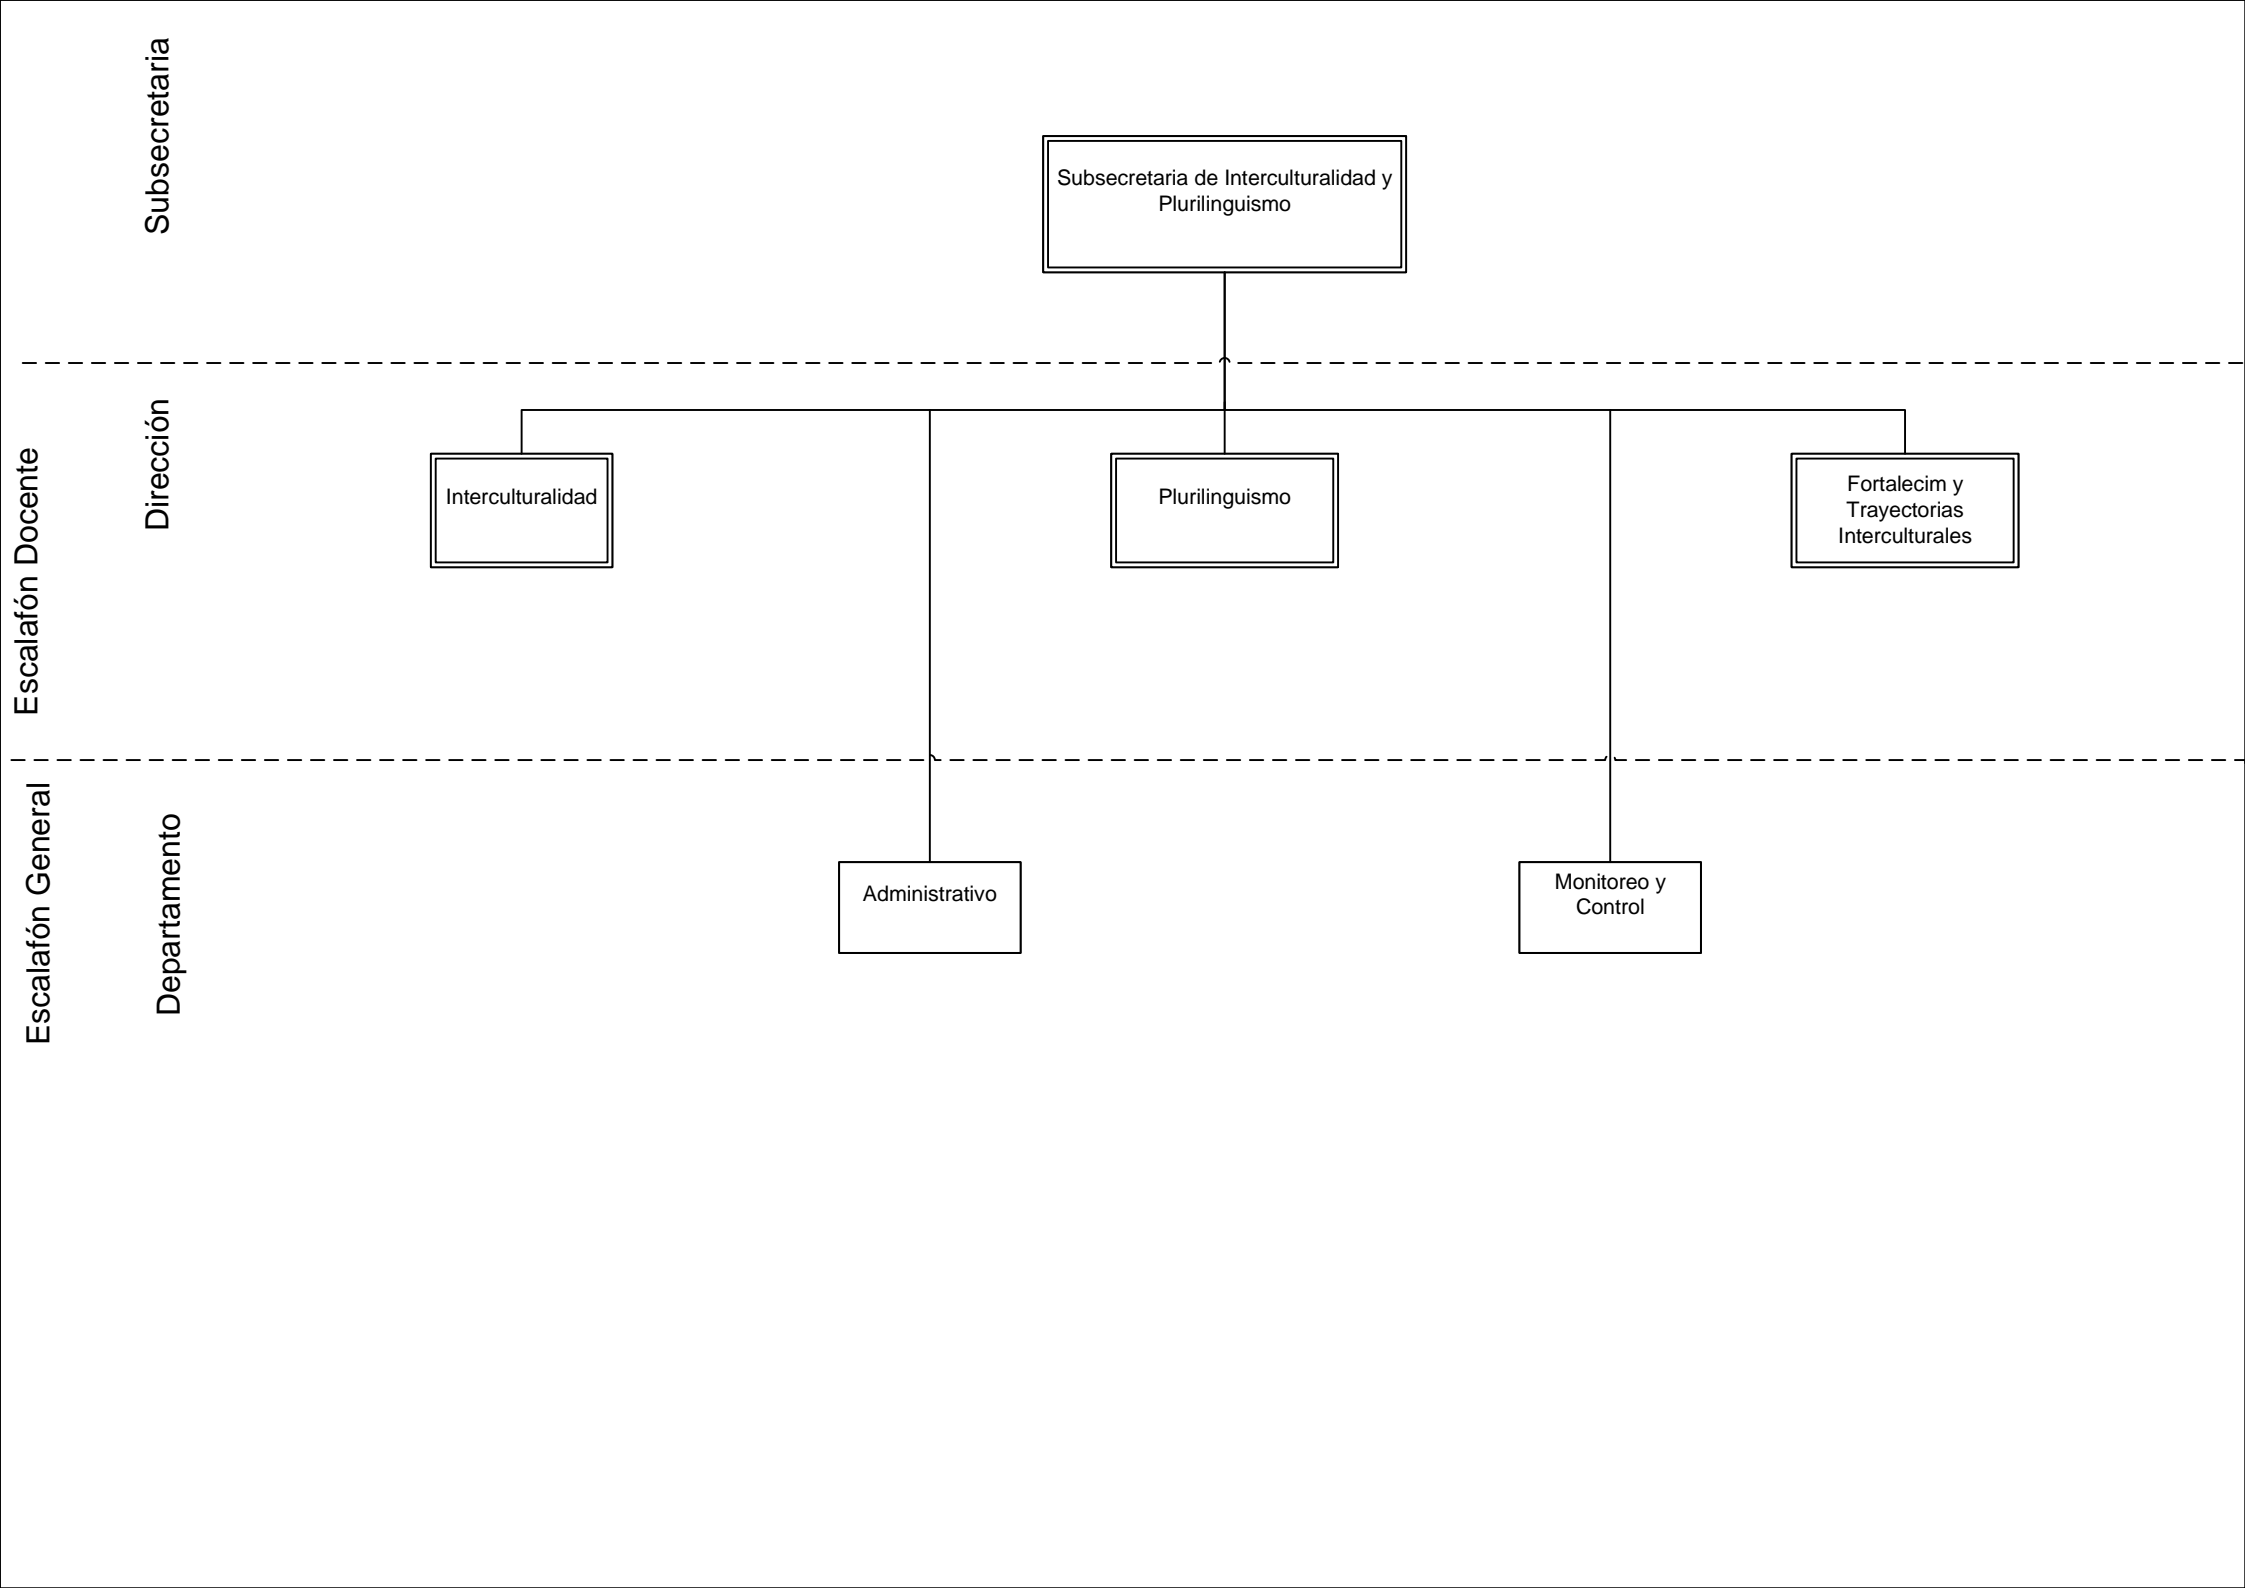 Subsecretaria
Subsecretaria de Interculturalidad y
Plurilinguismo
Escalafón Docente
Dirección
Interculturalidad
Plurilinguismo
Fortalecim y
Trayectorias
Interculturales
Escalafón General
Departamento
Administrativo
Monitoreo y
Control